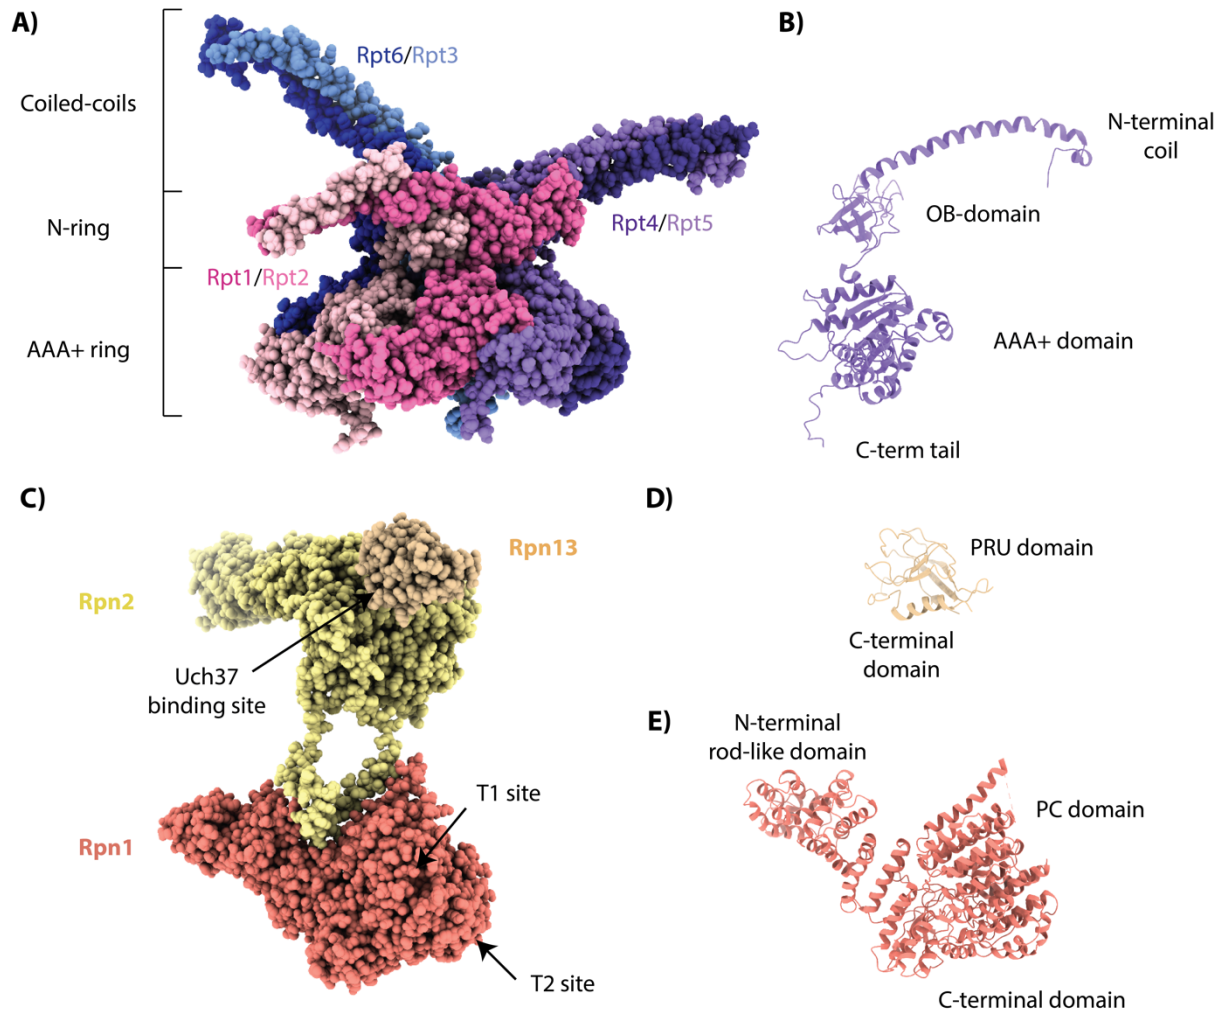 A)
Coiled-coils
N-ring
AAA+ ring
Rpt6/Rpt3
Rpt4/Rpt5
Rpt1/Rpt2
B)
N-terminal
coil
OB-domain
AAA+ domain
C-term tail
C)
Rpn13
Rpn2
Uch37
binding site
Rpn1
T1 site
T2 site
D)
PRU domain
C-terminal
domain
E)
N-terminal
rod-like domain
PC domain
C-terminal domain